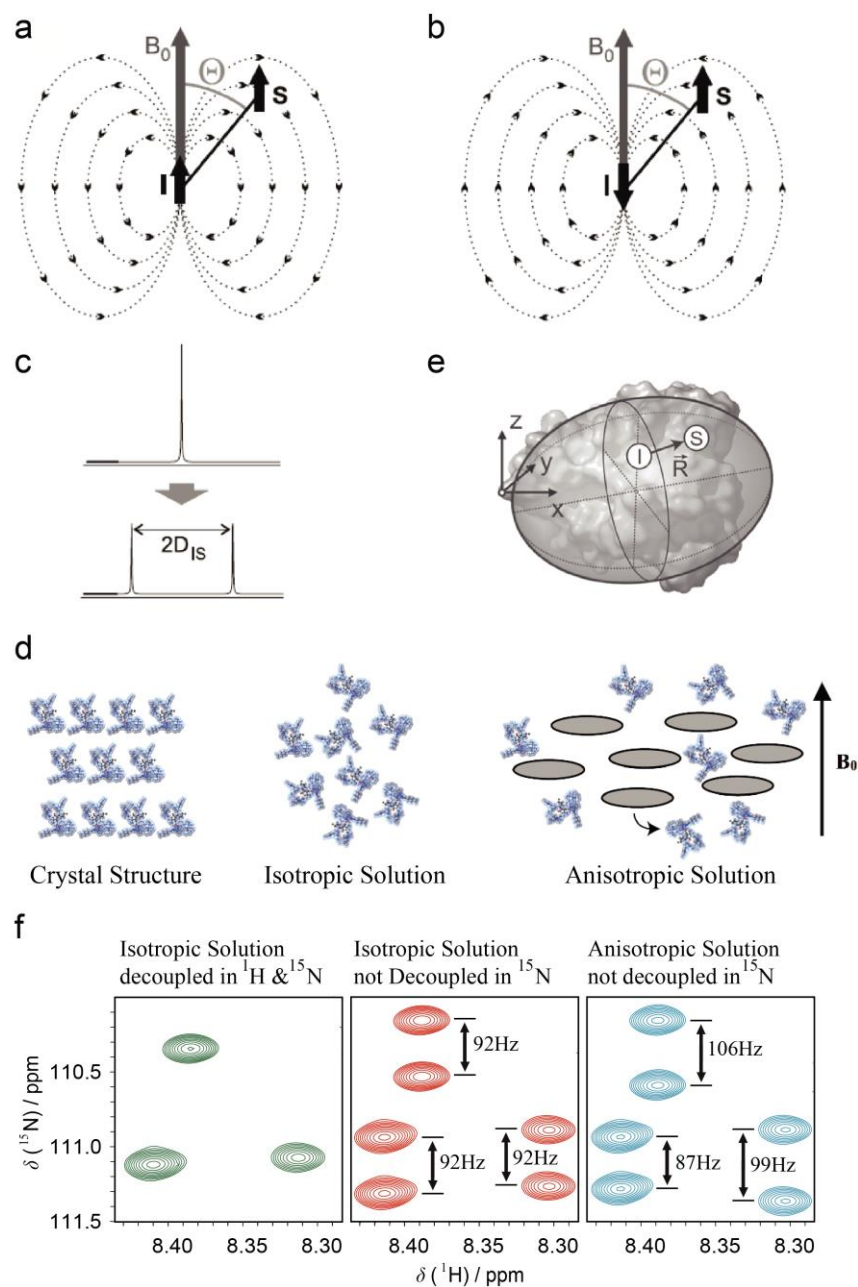 a
B₀
Θ
S
I
b
B₀
Θ
S
I
c
2D_IS
e
z
y
x
I
S
R⃗
d
B₀
Crystal Structure
Isotropic Solution
Anisotropic Solution
f
Isotropic Solution
decoupled in ¹H & ¹⁵N
Isotropic Solution
not Decoupled in ¹⁵N
Anisotropic Solution
not decoupled in ¹⁵N
δ (¹⁵N) / ppm
110.5
111.0
111.5
92Hz
92Hz
92Hz
106Hz
87Hz
99Hz
8.40 8.35 8.30
8.40 8.35 8.30
8.40 8.35 8.30
δ (¹H) / ppm